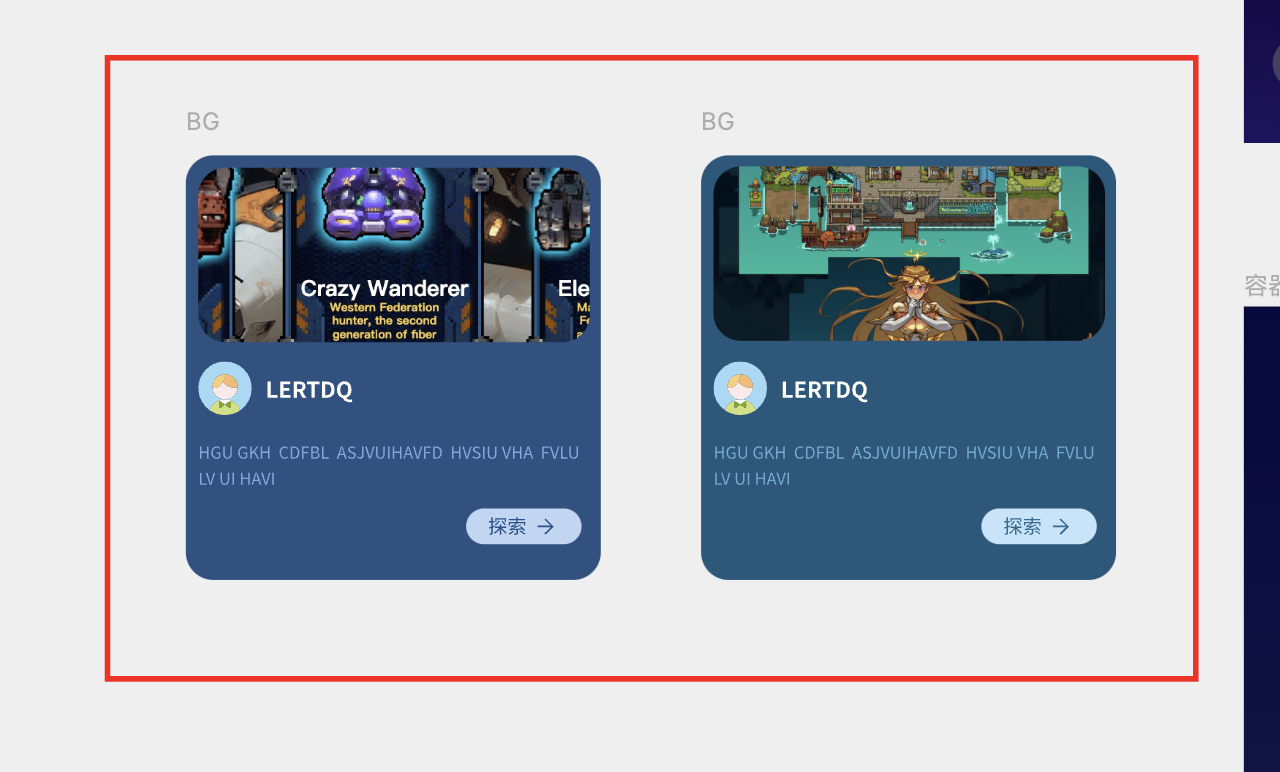 BG
Crazy Wanderer
Western Federation
hunter, the second
generation of fiber
Ele
Ma
Fe
LERTDQ
HGU GKH CDFBL ASJVUIHAVFD HVSIU VHA FVLU
LV UI HAVI
探索 →
BG
LERTDQ
HGU GKH CDFBL ASJVUIHAVFD HVSIU VHA FVLU
LV UI HAVI
探索 →
容器